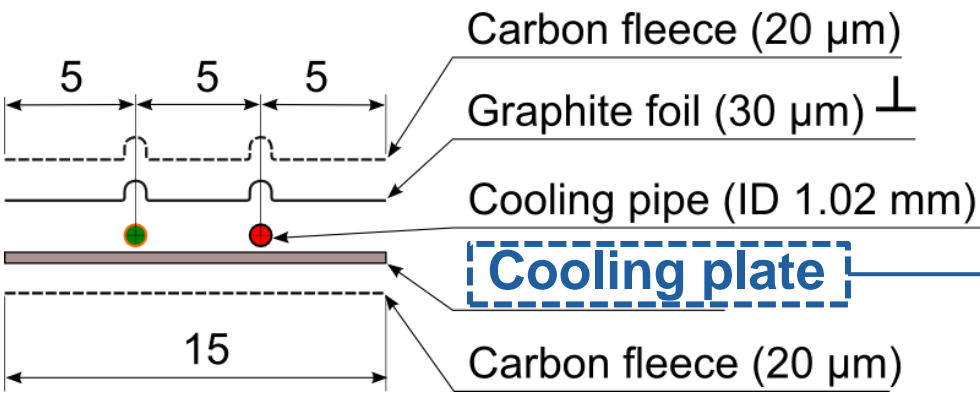 Carbon fleece (20 µm)
5 5 5
Graphite foil (30 µm) ⊥
Cooling pipe (ID 1.02 mm)
Cooling plate
15
Carbon fleece (20 µm)